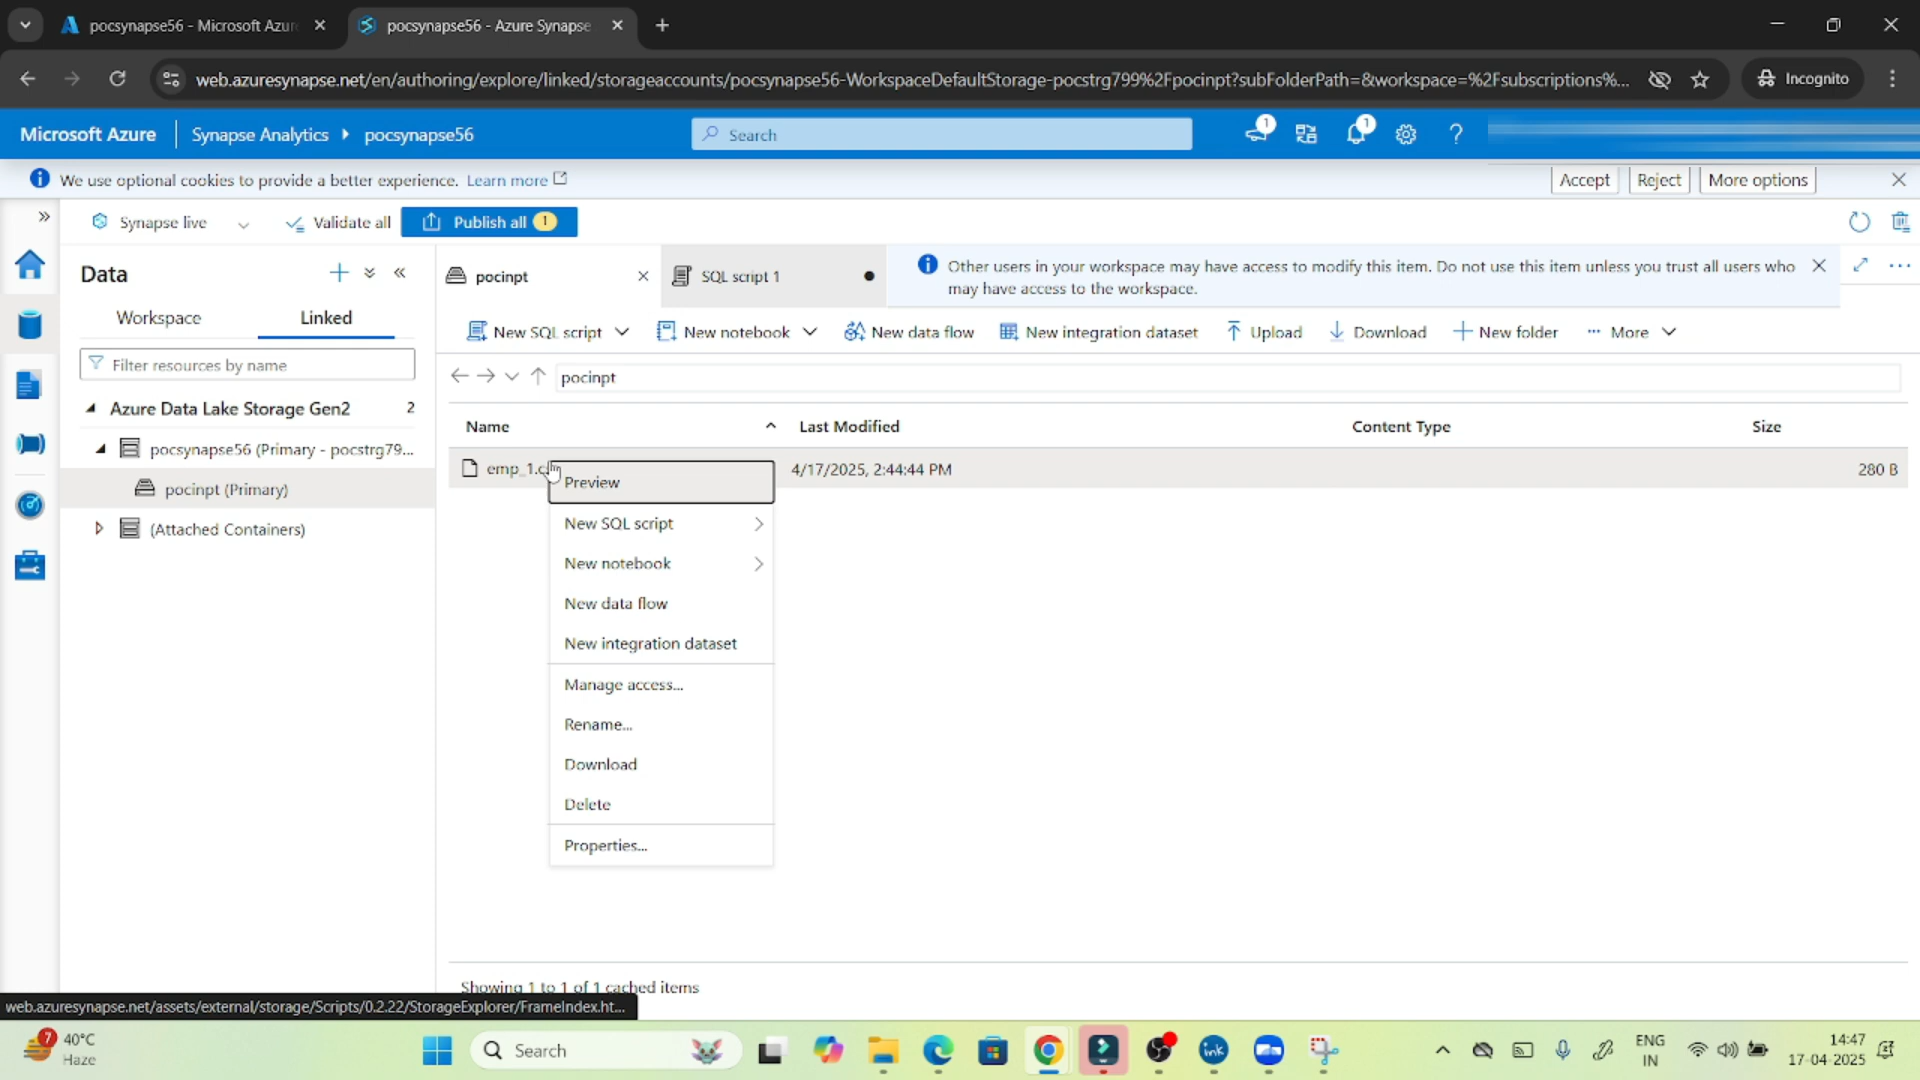 pocsynapse56 - Microsoft Azur
pocsynapse56 - Azure Synapse
web.azuresynapse.net/en/authoring/explore/linked/storageaccounts/pocsynapse56-WorkspaceDefaultStorage-pocstrg799%2Fpocinpt?subFolderPath=&workspace=%2Fsubscriptions%...
Incognito
Microsoft Azure
Synapse Analytics
pocsynapse56
Search
1
1
We use optional cookies to provide a better experience. Learn more
Accept
Reject
More options
Synapse live
Validate all
Publish all 1
Data
pocinpt
SQL script 1
Other users in your workspace may have access to modify this item. Do not use this item unless you trust all users who
may have access to the workspace.
Workspace
Linked
New SQL script
New notebook
New data flow
New integration dataset
Upload
Download
New folder
More
Filter resources by name
pocinpt
Azure Data Lake Storage Gen2 2
Name
Last Modified
Content Type
Size
pocsynapse56 (Primary - pocstrg79...
emp_1.c
4/17/2025, 2:44:44 PM
280 B
pocinpt (Primary)
(Attached Containers)
Preview
New SQL script
New notebook
New data flow
New integration dataset
Manage access...
Rename...
Download
Delete
Properties...
Showing 1 to 1 of 1 cached items
web.azuresynapse.net/assets/external/storage/Scripts/0.2.22/StorageExplorer/FrameIndex.ht...
7
40°C
Haze
Search
ink
ENG
IN
14:47
17-04-2025